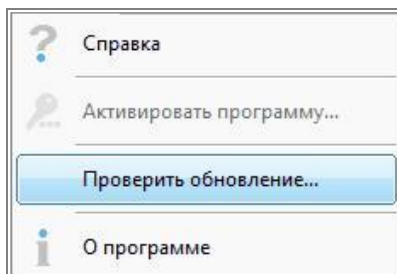 Справка
Активировать программу...
Проверить обновление...
О программе